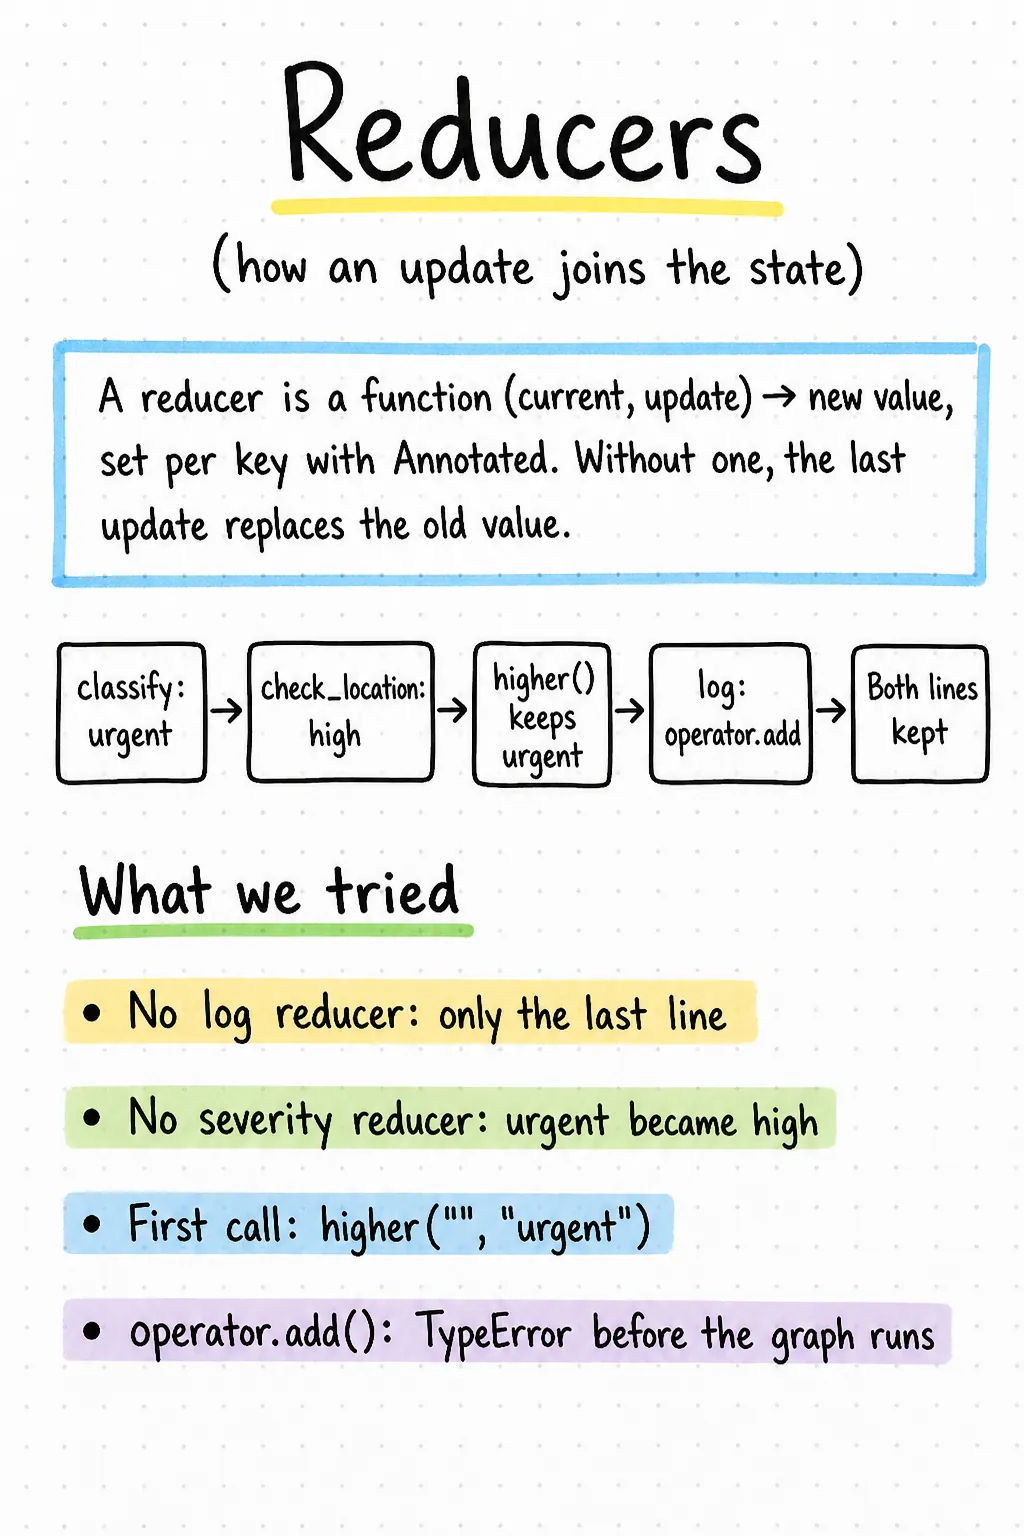 Reducers
(how an update joins the state)
A reducer is a function (current, update) → new value,
set per key with Annotated. Without one, the last
update replaces the old value.
classify:
urgent
→
check_location:
high
→
higher()
keeps
urgent
→
log:
operator.add
→
Both lines
kept
What we tried
• No log reducer: only the last line
• No severity reducer: urgent became high
• First call: higher("", "urgent")
• operator.add(): TypeError before the graph runs